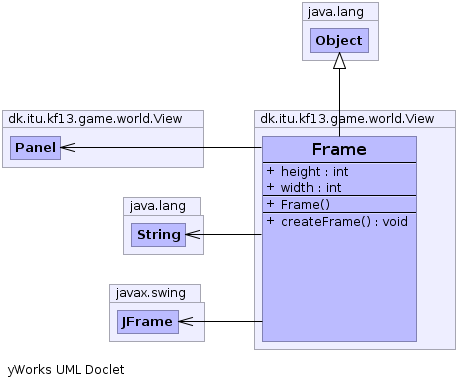 java.lang
Object
dk.itu.kf13.game.world.View
Panel
dk.itu.kf13.game.world.View
Frame
+ height : int
+ width : int
+ Frame()
+ createFrame() : void
java.lang
String
javax.swing
JFrame
yWorks UML Doclet